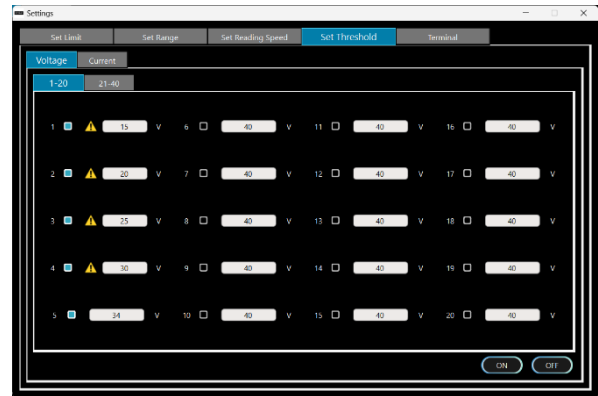 Settings
Set Limit Set Range Set Reading Speed Set Threshold Terminal
Voltage Current
1-20 21-40
1 15 V 6 40 V 11 40 V 16 40 V
2 20 V 7 40 V 12 40 V 17 40 V
3 25 V 8 40 V 13 40 V 18 40 V
4 30 V 9 40 V 14 40 V 19 40 V
5 34 V 10 40 V 15 40 V 20 40 V
ON OFF